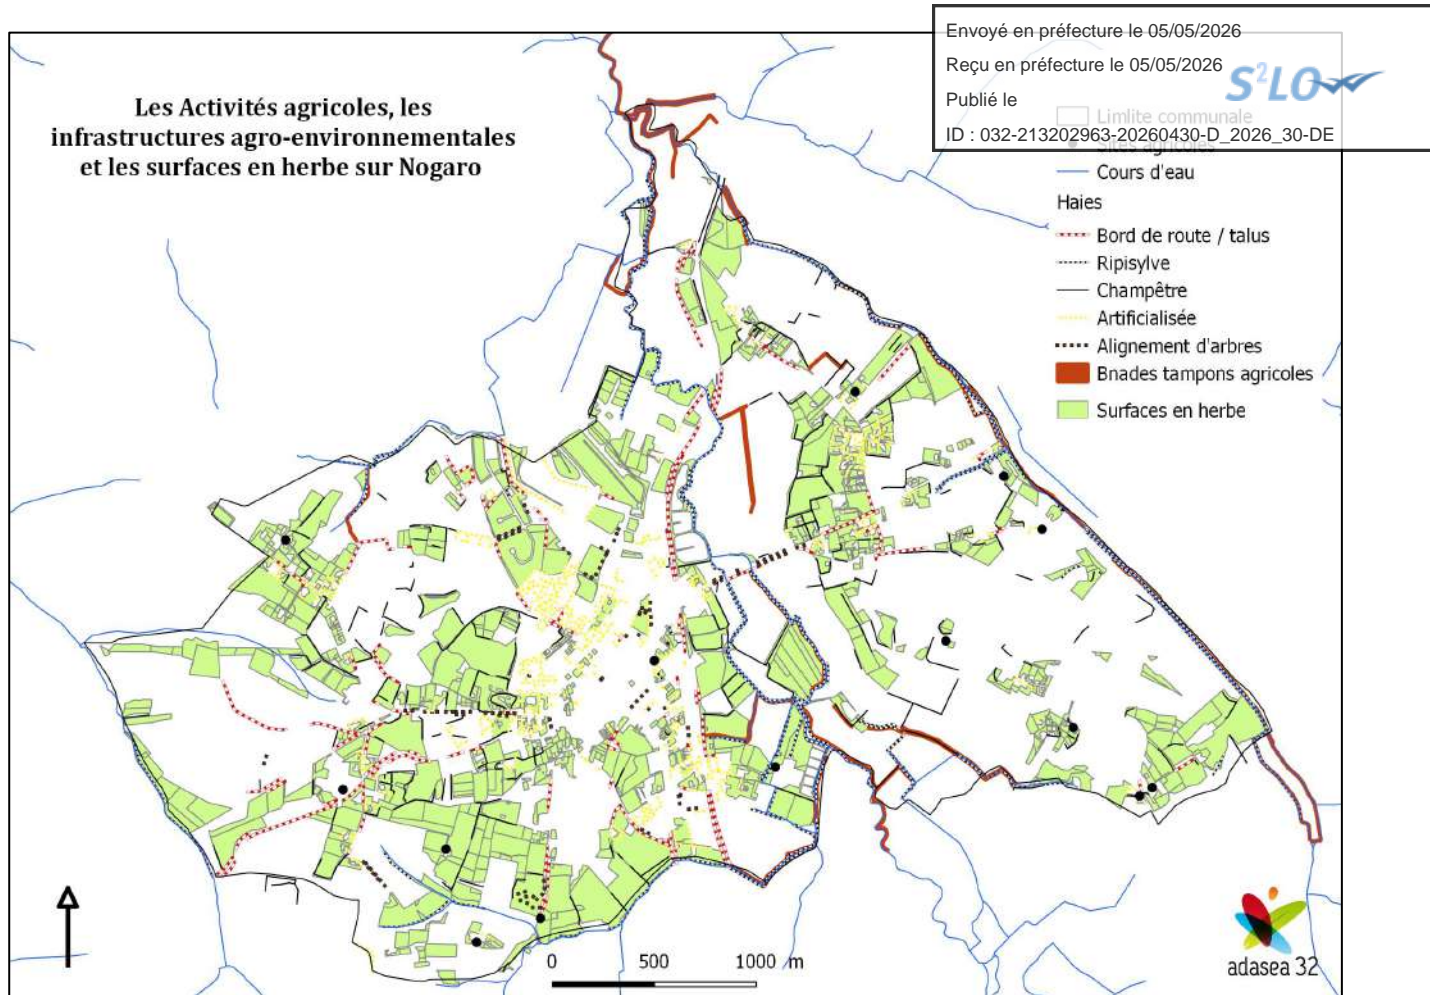 Envoyé en préfecture le 05/05/2026
Reçu en préfecture le 05/05/2026
S²LO
Publié le
ID : 032-213202963-20260430-D_2026_30-DE
Les Activités agricoles, les
infrastructures agro-environnementales
et les surfaces en herbe sur Nogaro
Limlite communale
Sites agricoles
Cours d'eau
Haies
Bord de route / talus
Ripisylve
Champêtre
Artificialisée
Alignement d'arbres
Bnades tampons agricoles
Surfaces en herbe
0 500 1000 m
adasea 32